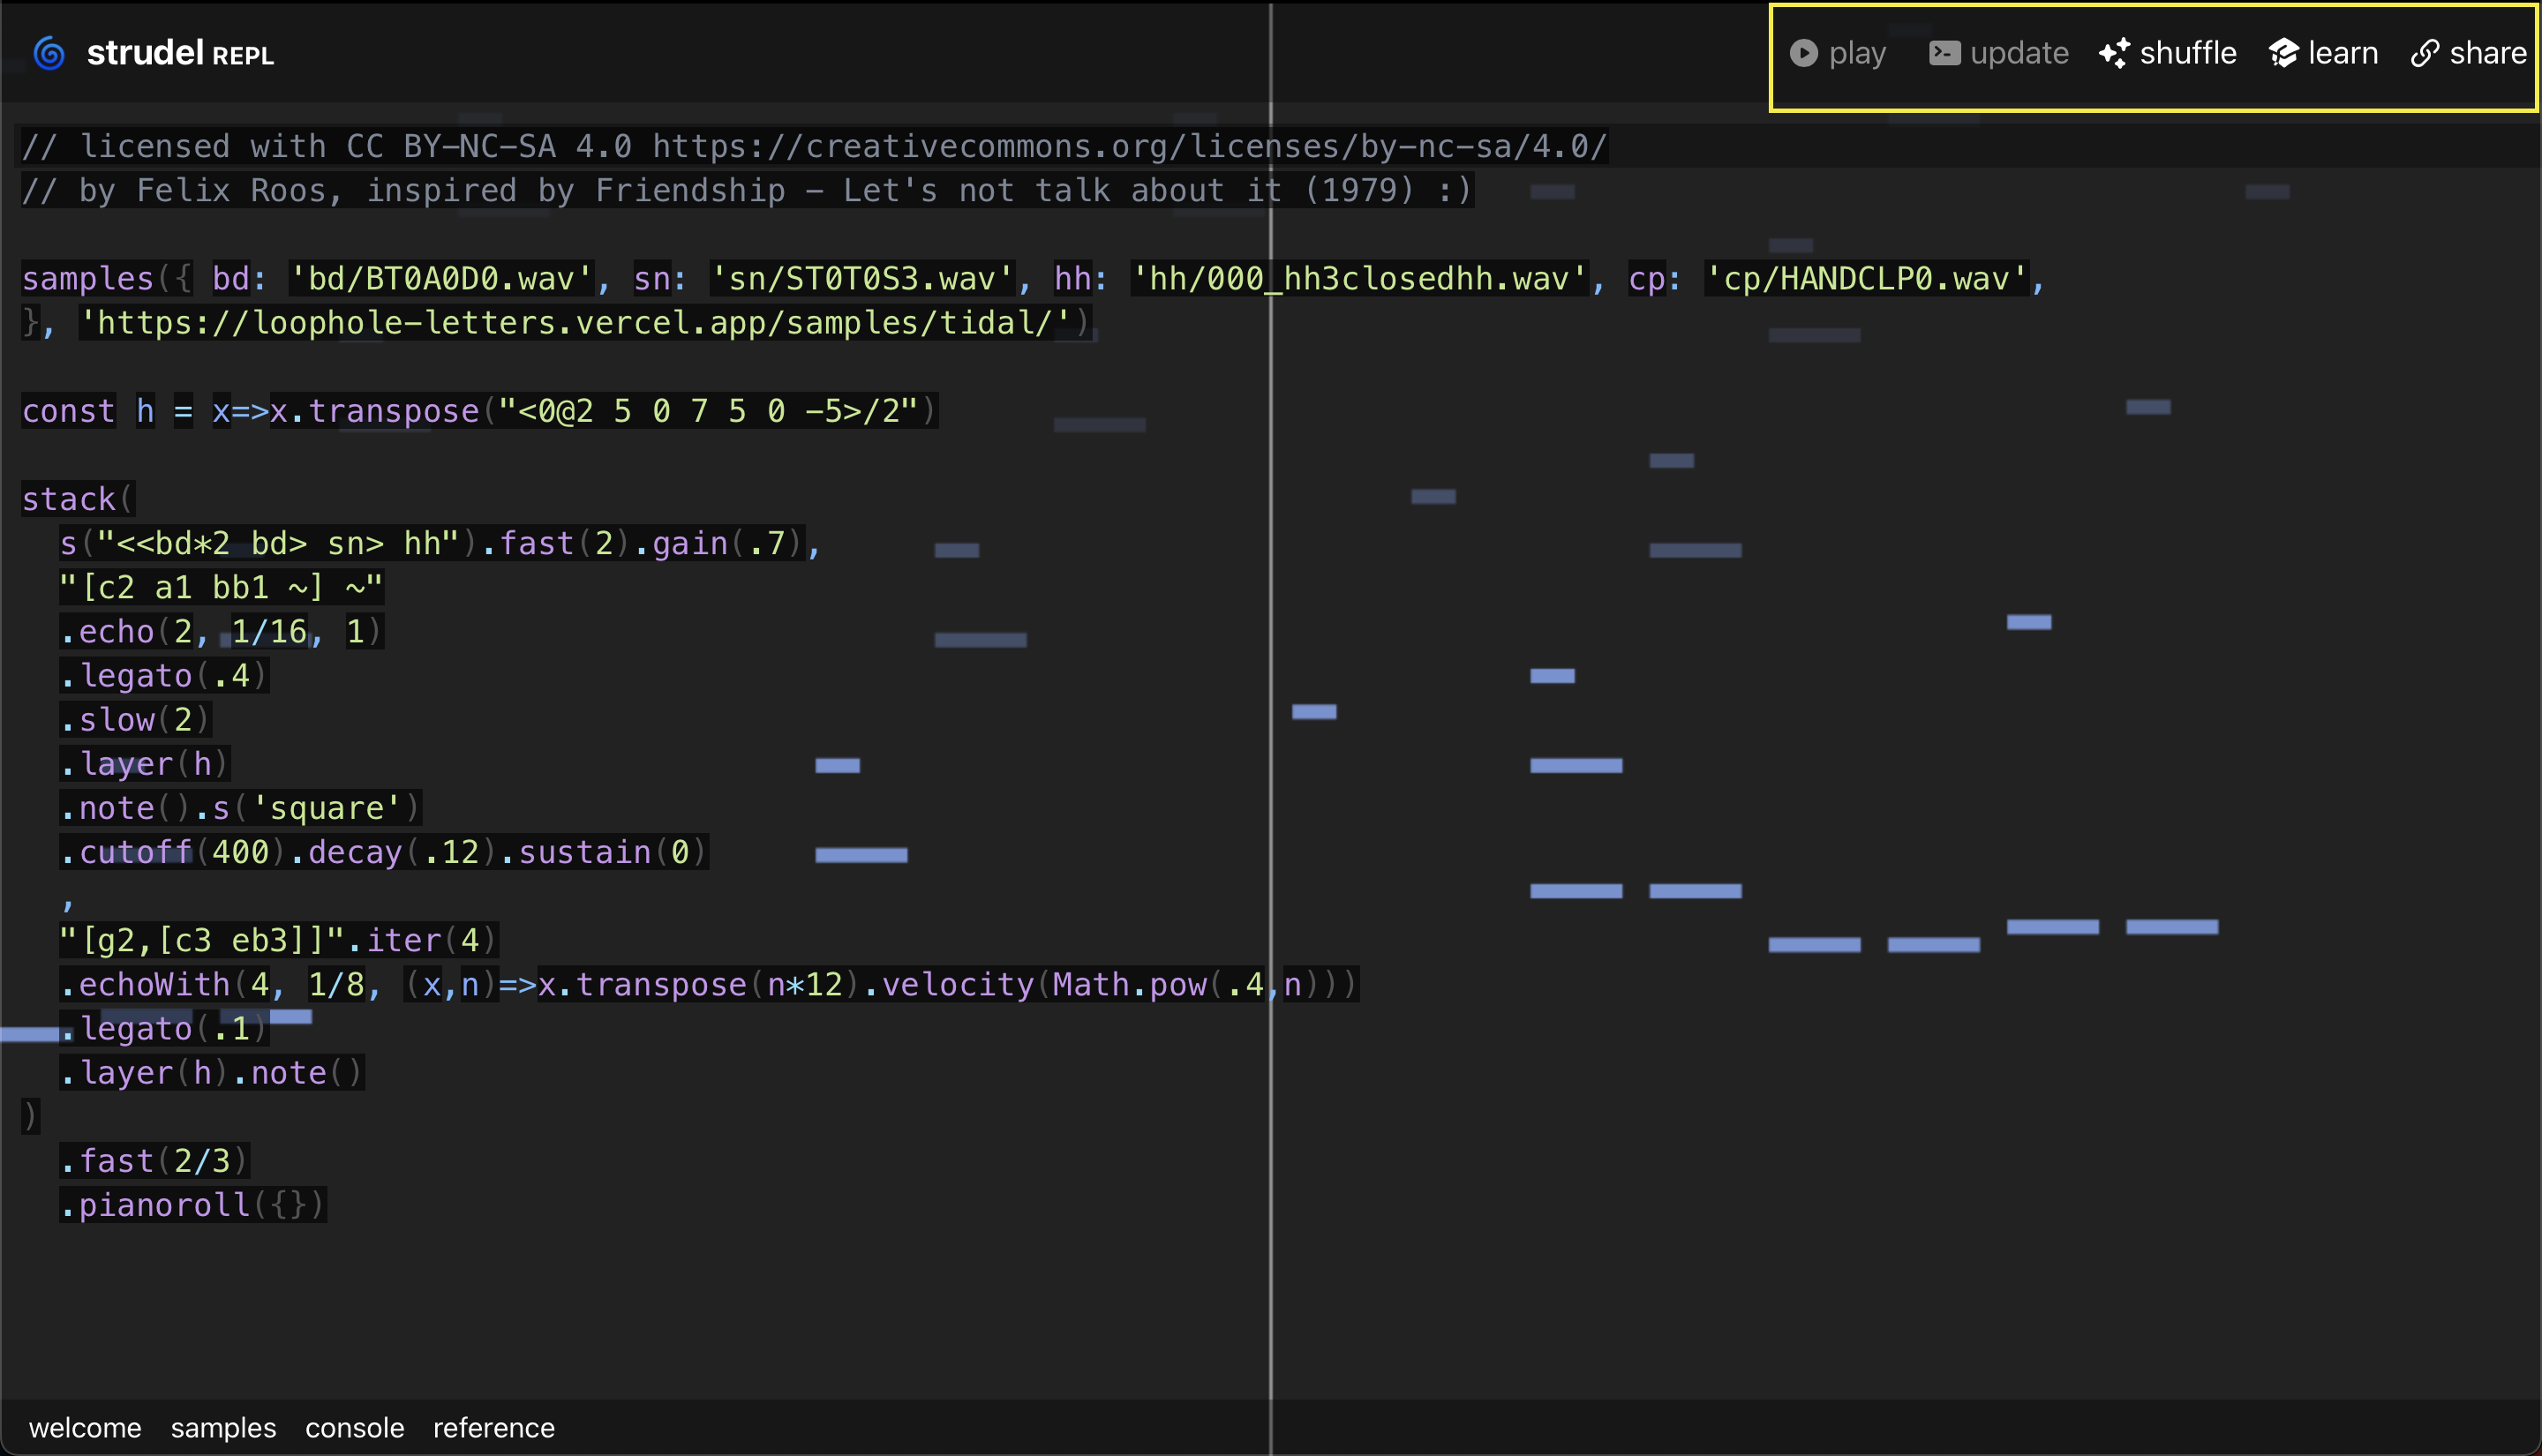 strudel REPL
play update shuffle learn share
// licensed with CC BY-NC-SA 4.0 https://creativecommons.org/licenses/by-nc-sa/4.0/
// by Felix Roos, inspired by Friendship - Let's not talk about it (1979) :)
samples({ bd: 'bd/BT0A0D0.wav', sn: 'sn/ST0T0S3.wav', hh: 'hh/000_hh3closedhh.wav', cp: 'cp/HANDCLP0.wav',
}, 'https://loophole-letters.vercel.app/samples/tidal/')
const h = x=>x.transpose("<0@2 5 0 7 5 0 -5>/2")
stack(
  s("<<bd*2 bd> sn> hh").fast(2).gain(.7),
  "[c2 a1 bb1 ~] ~"
  .echo(2, 1/16, 1)
  .legato(.4)
  .slow(2)
  .layer(h)
  .note().s('square')
  .cutoff(400).decay(.12).sustain(0)
  ,
  "[g2,[c3 eb3]]".iter(4)
  .echoWith(4, 1/8, (x,n)=>x.transpose(n*12).velocity(Math.pow(.4,n)))
  .legato(.1)
  .layer(h).note()
)
  .fast(2/3)
  .pianoroll({})
welcome samples console reference